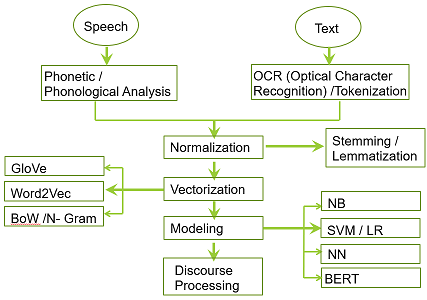 Speech
Text
Phonetic /
Phonological Analysis
OCR (Optical Character
Recognition) /Tokenization
Normalization
Stemming /
Lemmatization
GloVe
Word2Vec
BoW /N- Gram
Vectorization
Modeling
NB
SVM / LR
NN
BERT
Discourse
Processing